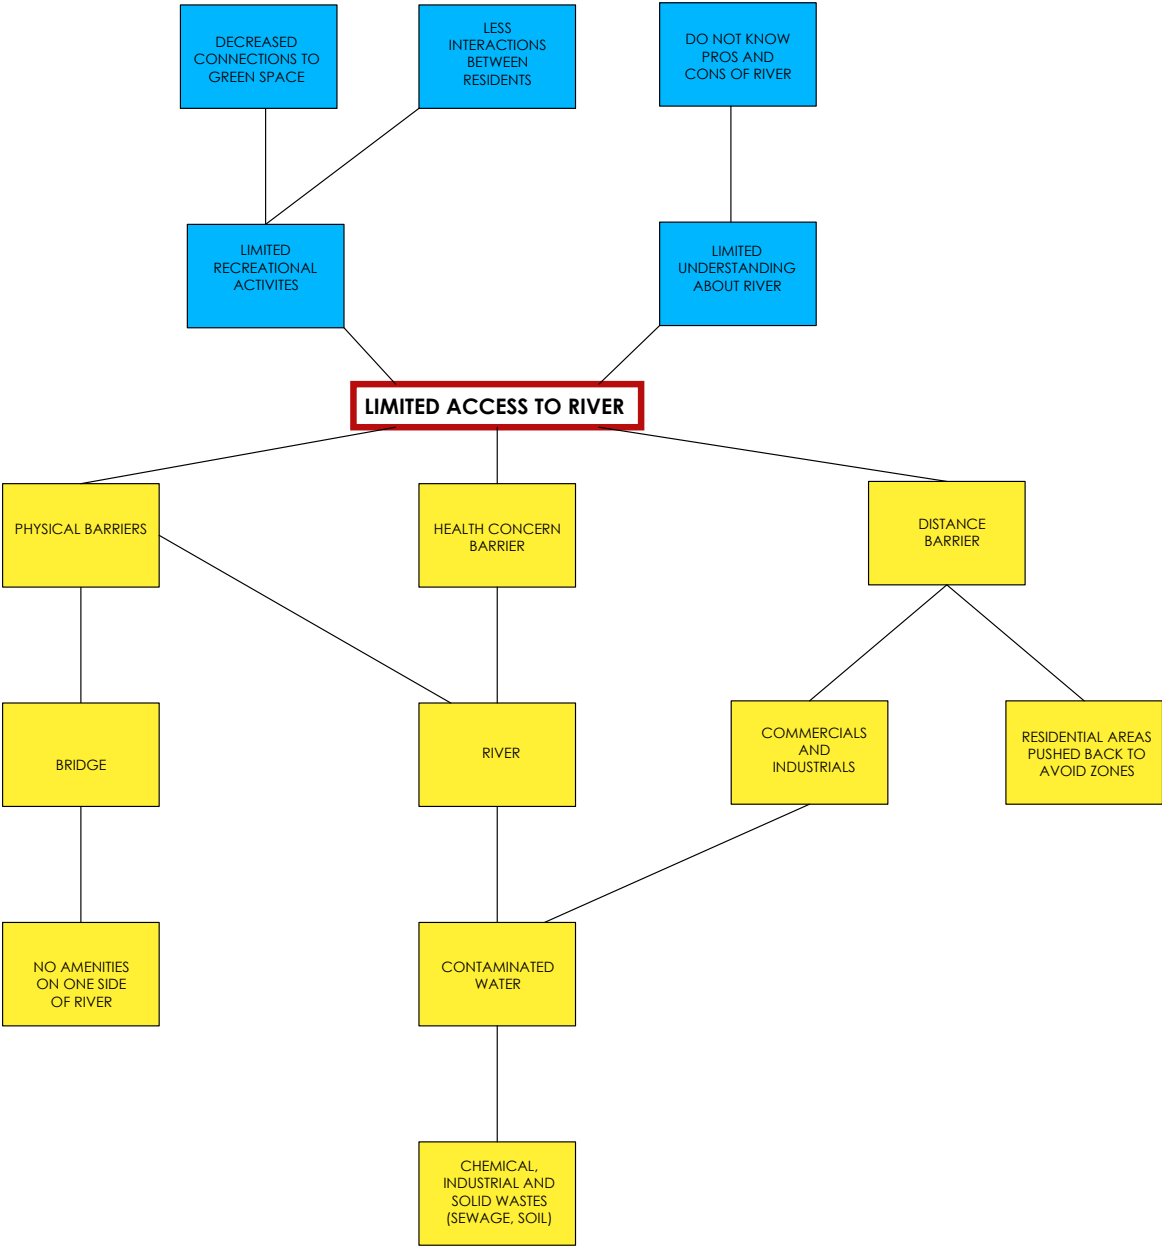 DECREASED
CONNECTIONS TO
GREEN SPACE
LESS
INTERACTIONS
BETWEEN
RESIDENTS
DO NOT KNOW
PROS AND
CONS OF RIVER
LIMITED
RECREATIONAL
ACTIVITES
LIMITED
UNDERSTANDING
ABOUT RIVER
LIMITED ACCESS TO RIVER
PHYSICAL BARRIERS
HEALTH CONCERN
BARRIER
DISTANCE
BARRIER
BRIDGE
RIVER
COMMERCIALS
AND
INDUSTRIALS
RESIDENTIAL AREAS
PUSHED BACK TO
AVOID ZONES
NO AMENITIES
ON ONE SIDE
OF RIVER
CONTAMINATED
WATER
CHEMICAL,
INDUSTRIAL AND
SOLID WASTES
(SEWAGE, SOIL)